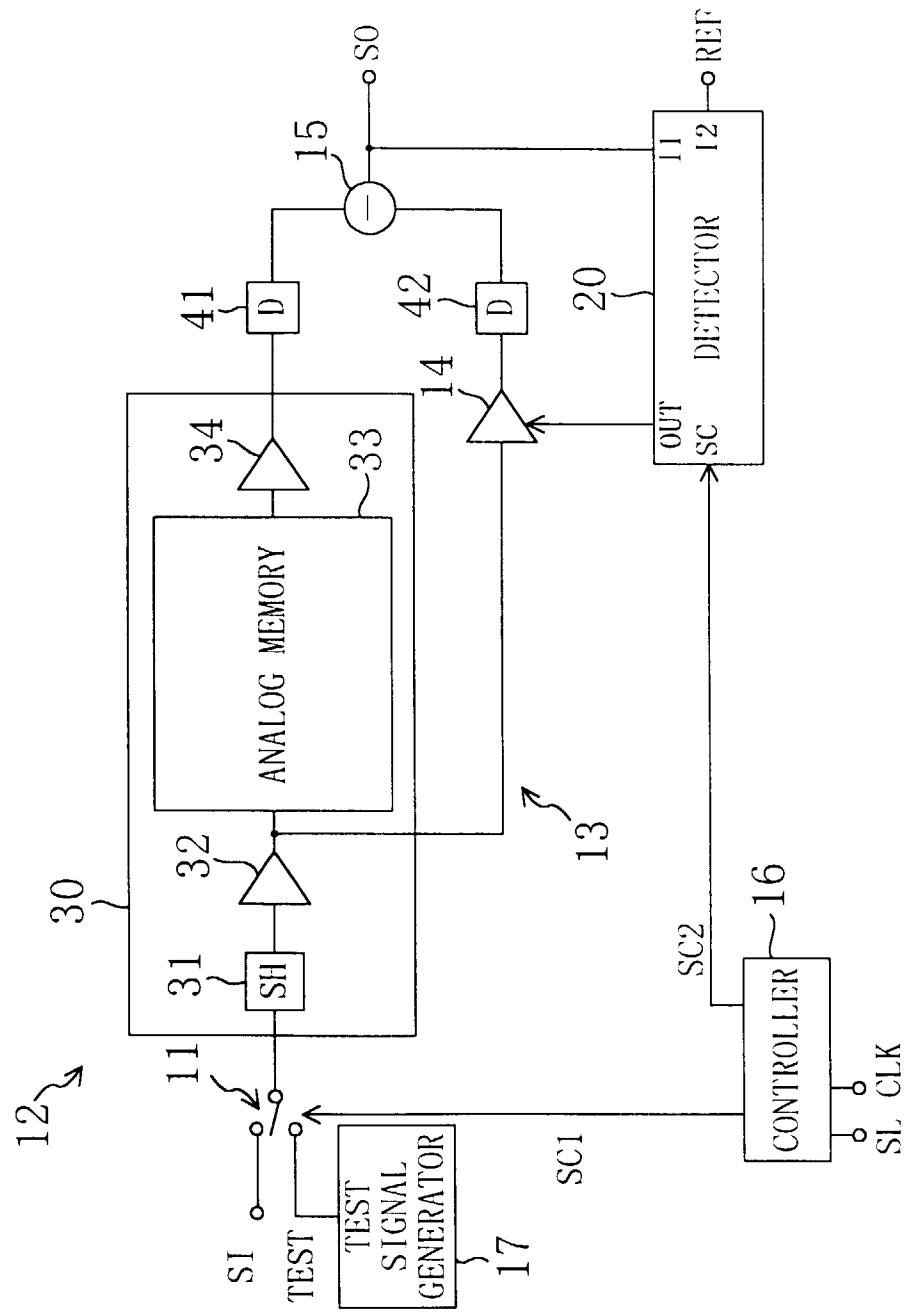 12
SI
TEST
TEST
SIGNAL
GENERATOR
17
11
30
31
SH
32
ANALOG MEMORY
33
34
41
D
15
SO
13
14
42
D
SC1
SC2
16
CONTROLLER
SL CLK
20
OUT
SC
DETECTOR
I1
I2
REF